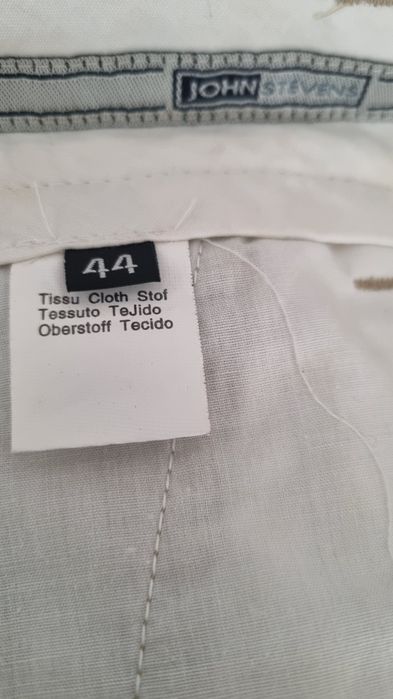 JOHN STEVENS
44
Tissu Cloth Stof
Tessuto TeJido
Oberstoff Tecido